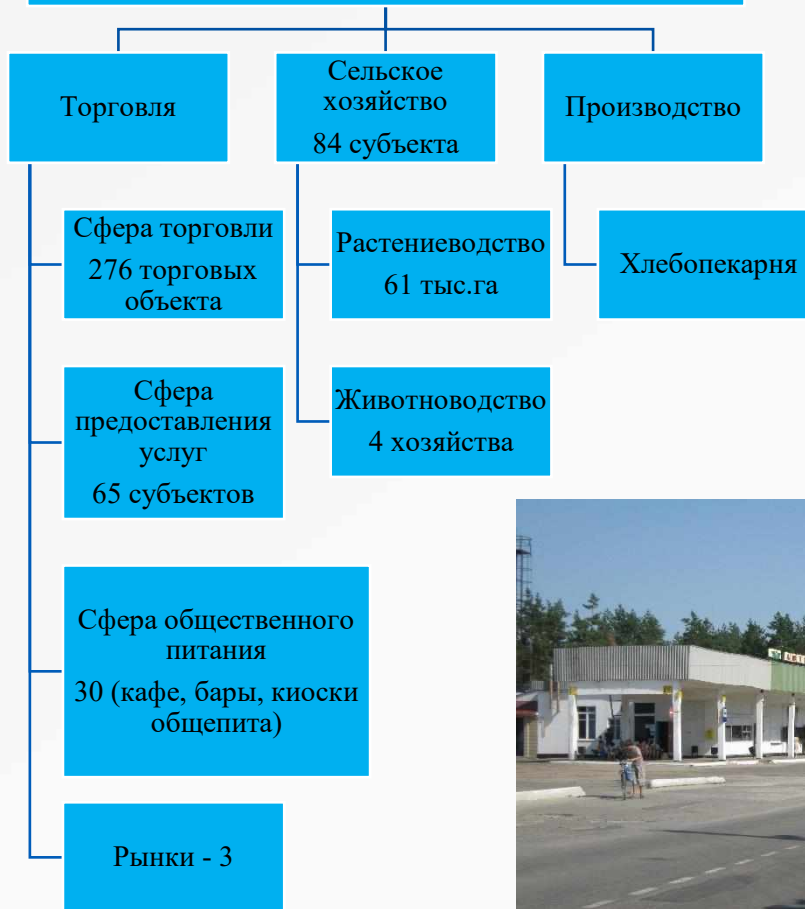 Торговля
Сельское
хозяйство
84 субъекта
Производство
Сфера торговли
276 торговых
объекта
Растениеводство
61 тыс.га
Хлебопекарня
Сфера
предоставления
услуг
65 субъектов
Животноводство
4 хозяйства
Сфера общественного
питания
30 (кафе, бары, киоски
общепита)
Рынки - 3